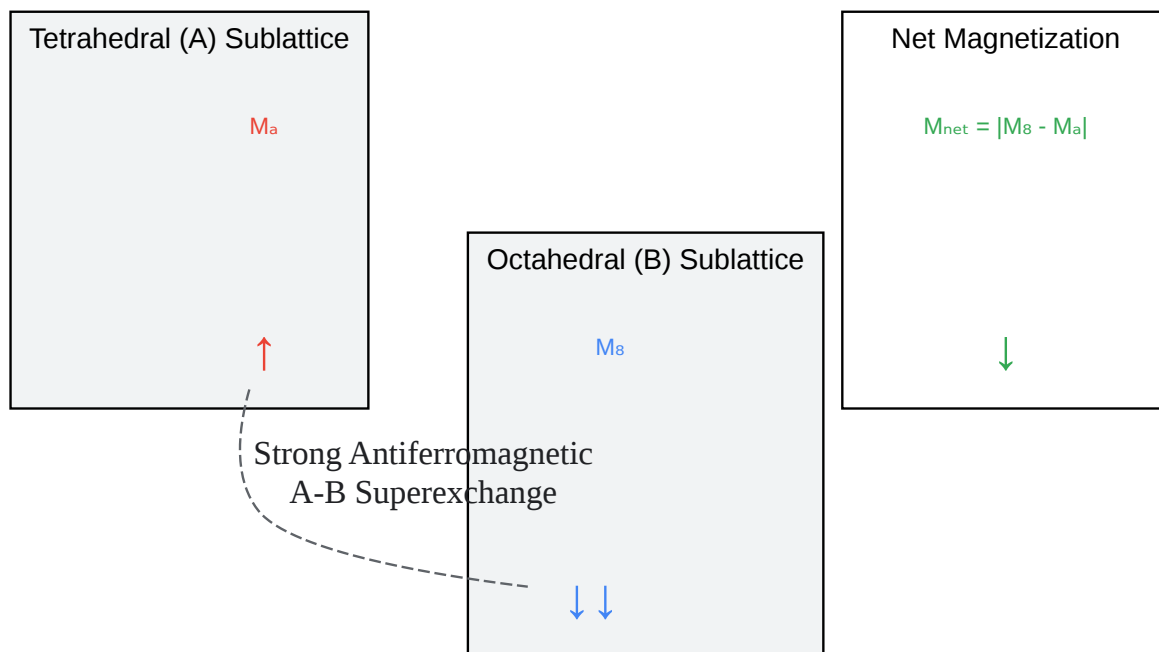 Tetrahedral (A) Sublattice
Mₐ
↑
Strong Antiferromagnetic
A-B Superexchange
Octahedral (B) Sublattice
M₈
↓↓
Net Magnetization
Mₙₑₜ = |M₈ - Mₐ|
↓